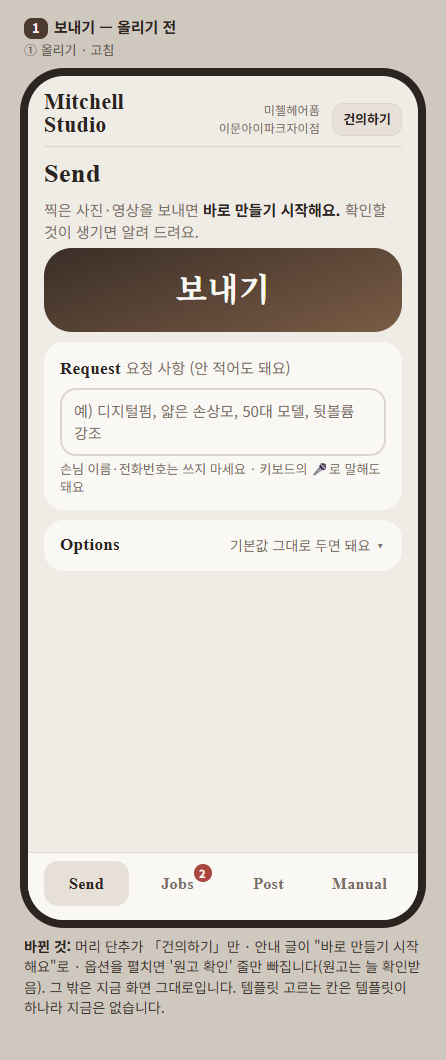 1 보내기 — 올리기 전
① 올리기 · 고침
Mitchell
Studio
미첼헤어폼
이문아이파크자이점
건의하기
Send
찍은 사진·영상을 보내면 바로 만들기 시작해요. 확인할
것이 생기면 알려 드려요.
보내기
Request 요청 사항 (안 적어도 돼요)
예) 디지털펌, 얇은 손상모, 50대 모델, 뒷볼륨
강조
손님 이름·전화번호는 쓰지 마세요 · 키보드의 🎤로 말해도
돼요
Options
기본값 그대로 두면 돼요 ▾
Send
Jobs 2
Post
Manual
바뀐 것: 머리 단추가 「건의하기」만 · 안내 글이 "바로 만들기 시작
해요"로 · 옵션을 펼치면 '원고 확인' 줄만 빠집니다(원고는 늘 확인받
음). 그 밖은 지금 화면 그대로입니다. 템플릿 고르는 칸은 템플릿이
하나라 지금은 없습니다.